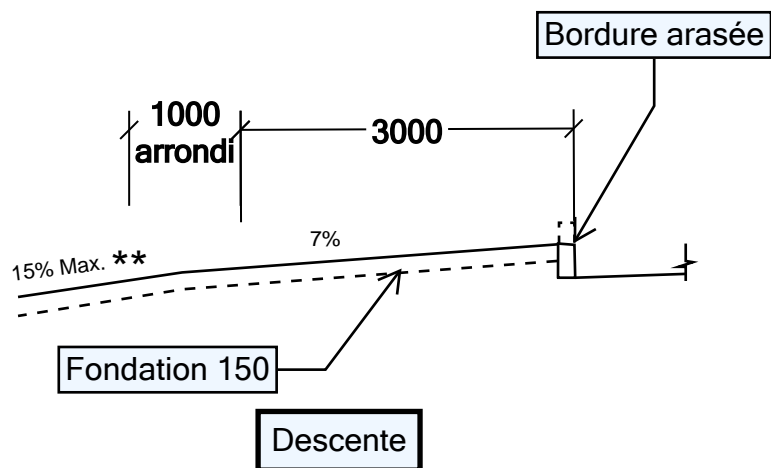 Bordure arasée
1000
arrondi
3000
7%
15% Max. **
Fondation 150
Descente